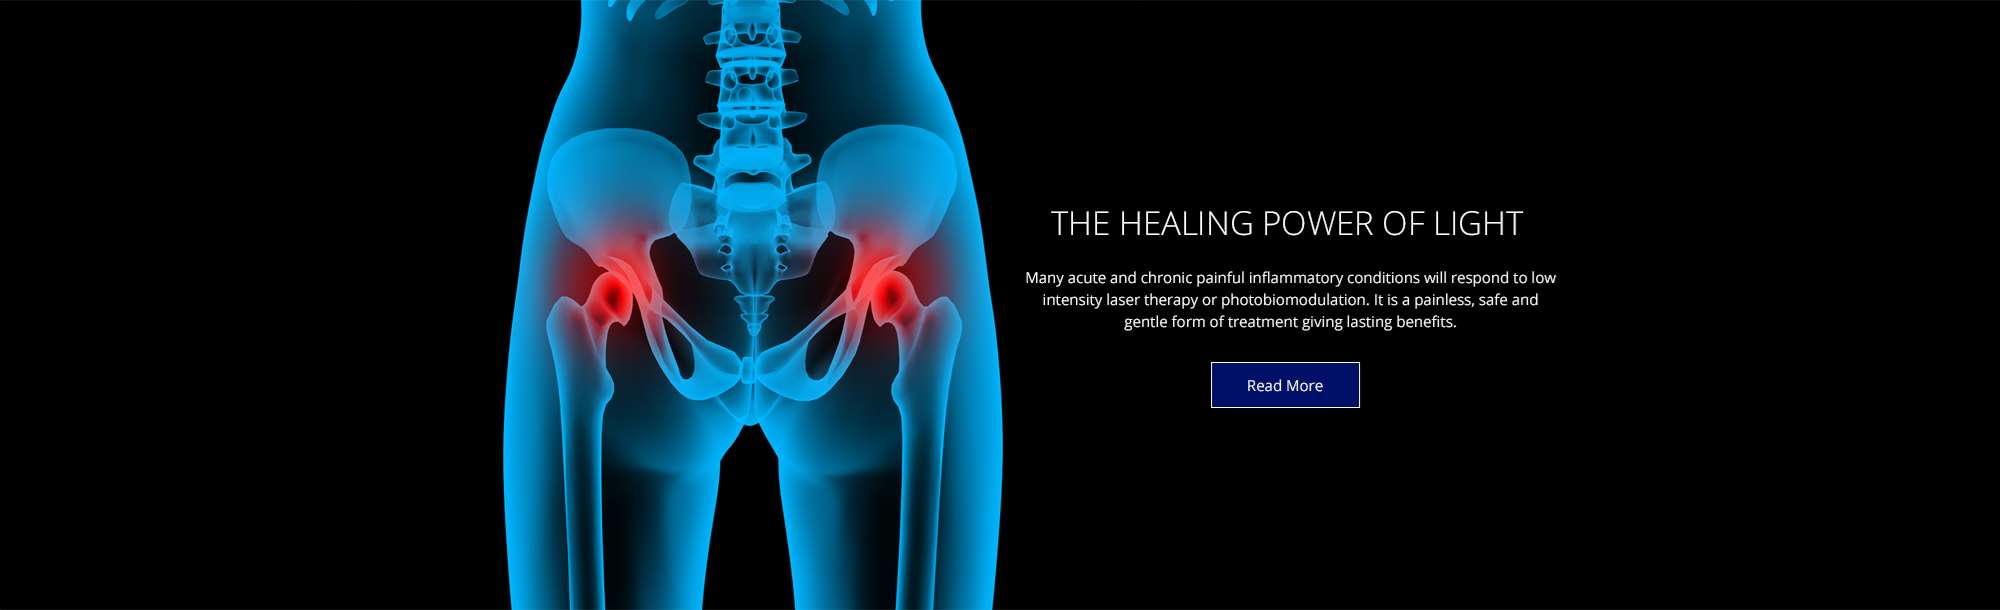 THE HEALING POWER OF LIGHT
Many acute and chronic painful inflammatory conditions will respond to low
intensity laser therapy or photobiomodulation. It is a painless, safe and
gentle form of treatment giving lasting benefits.
Read More